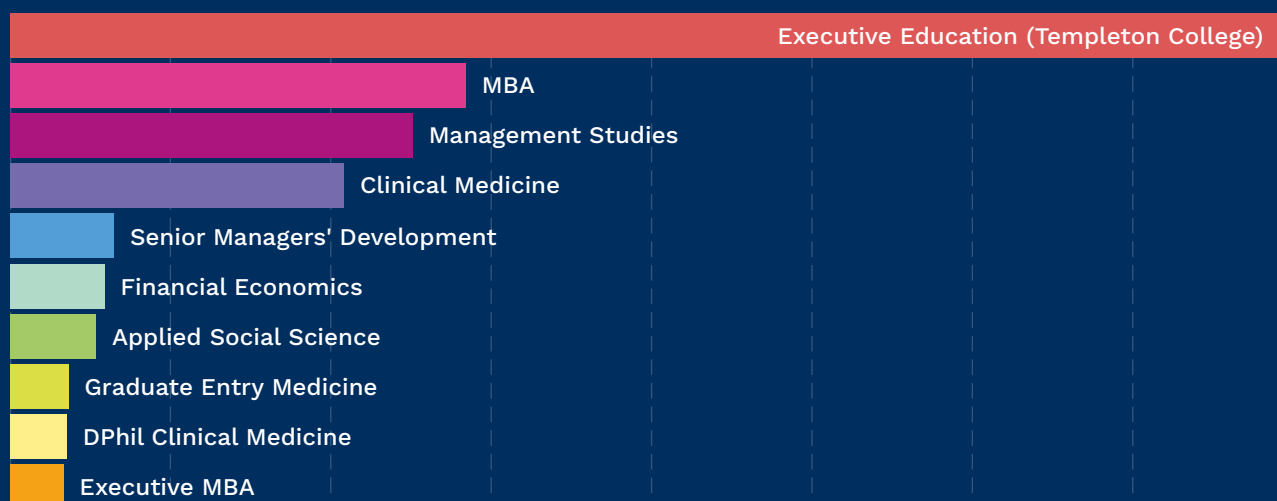 Executive Education (Templeton College)
MBA
Management Studies
Clinical Medicine
Senior Managers' Development
Financial Economics
Applied Social Science
Graduate Entry Medicine
DPhil Clinical Medicine
Executive MBA